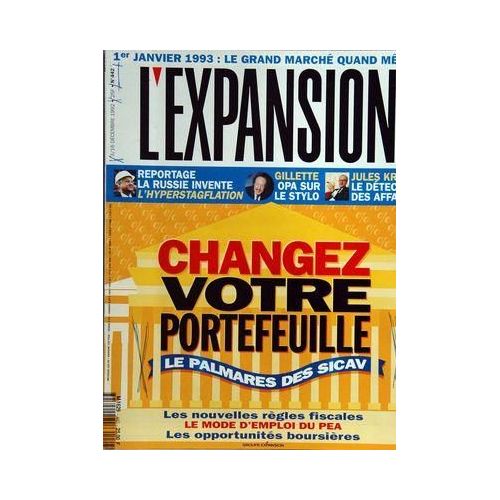 1er JANVIER 1993 : LE GRAND MARCHÉ QUAND MÊ
L'EXPANSION
REPORTAGE
LA RUSSIE INVENTE
L'HYPERSTAGFLATION
GILLETTE
OPA SUR
LE STYLO
JULES KR
LE DÉTEC
DES AFFA
CHANGEZ
VOTRE
PORTEFEUILLE
LE PALMARES DES SICAV
Les nouvelles règles fiscales
LE MODE D'EMPLOI DU PEA
Les opportunités boursières
GROUPE EXPANSION